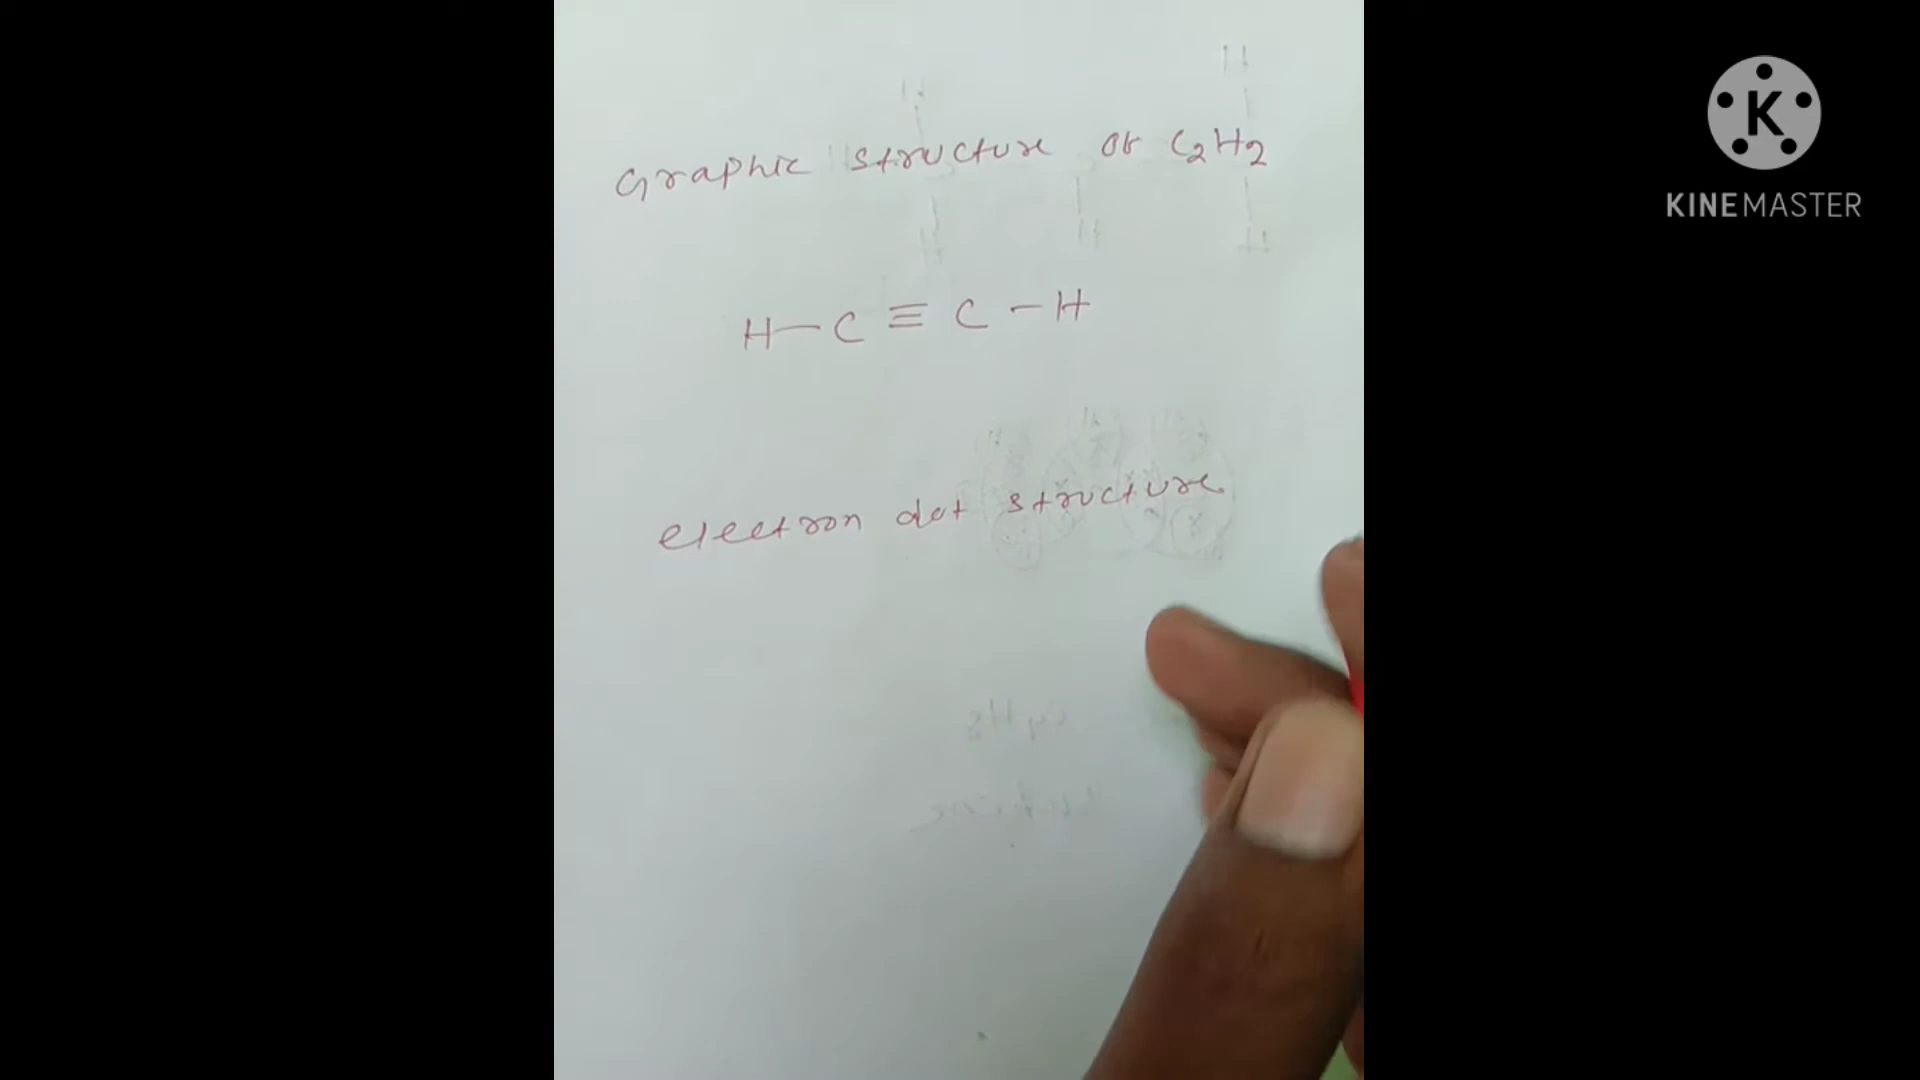 Graphic structure of C2H2
H—C≡C—H
electron dot structure
K
KINEMASTER